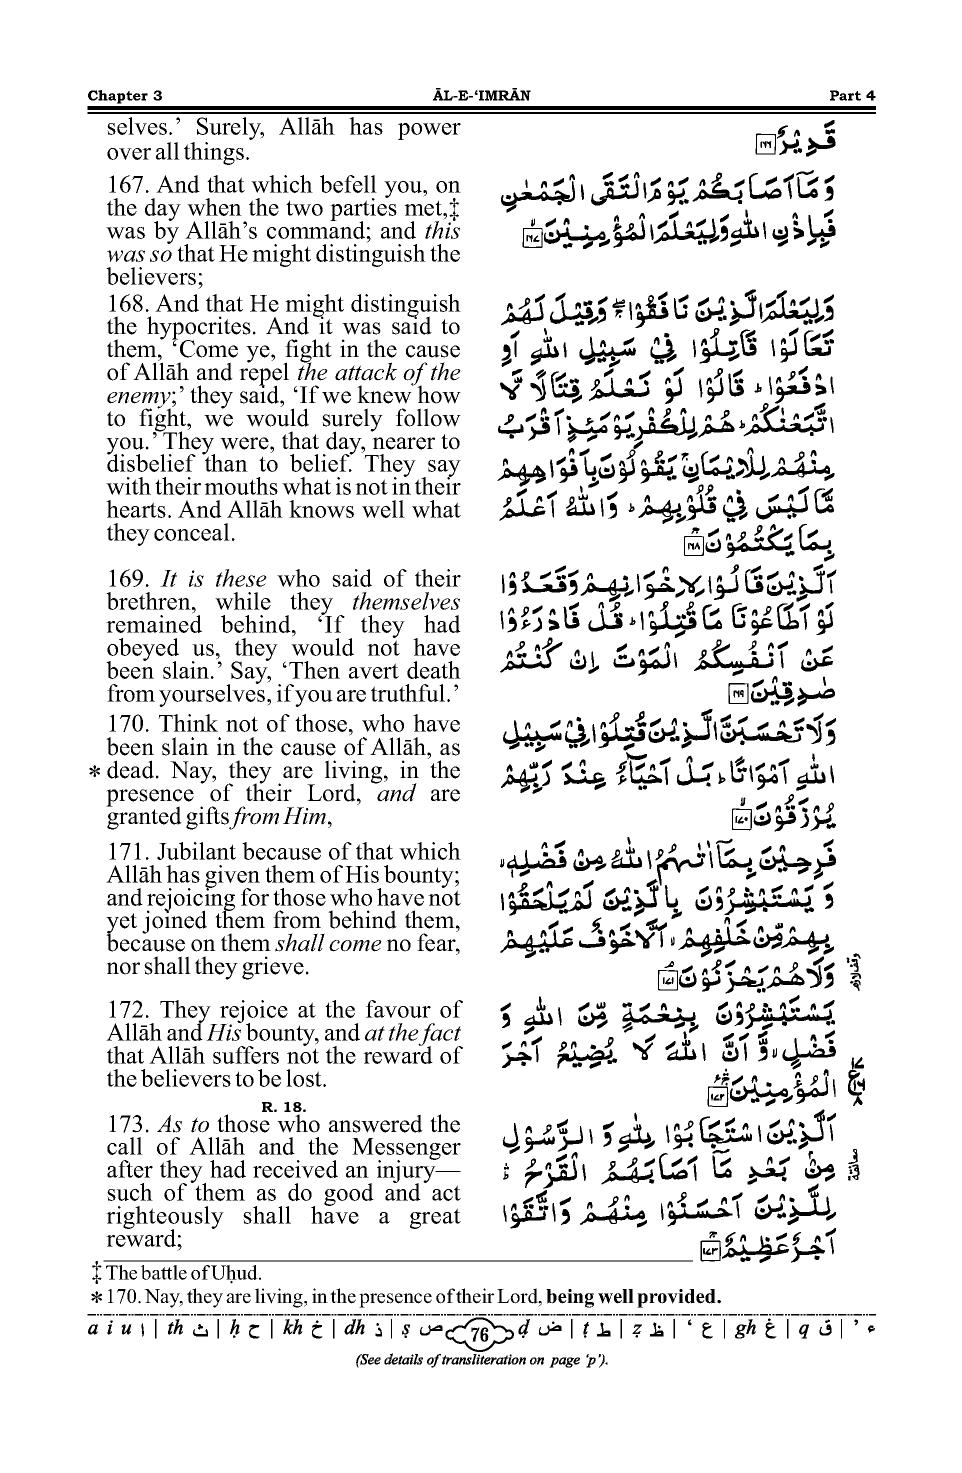 Chapter 3 ĀL-E-‘IMRĀN Part 4
selves.’ Surely, Allāh has power
over all things.
167. And that which befell you, on
the day when the two parties met,‡
was by Allāh’s command; and this
was so that He might distinguish the
believers;
168. And that He might distinguish
the hypocrites. And it was said to
them, ‘Come ye, fight in the cause
of Allāh and repel the attack of the
enemy;’ they said, ‘If we knew how
to fight, we would surely follow
you.’ They were, that day, nearer to
disbelief than to belief. They say
with their mouths what is not in their
hearts. And Allāh knows well what
they conceal.
169. It is these who said of their
brethren, while they themselves
remained behind, ‘If they had
obeyed us, they would not have
been slain.’ Say, ‘Then avert death
from yourselves, if you are truthful.’
170. Think not of those, who have
been slain in the cause of Allāh, as
* dead. Nay, they are living, in the
presence of their Lord, and are
granted gifts from Him,
171. Jubilant because of that which
Allāh has given them of His bounty;
and rejoicing for those who have not
yet joined them from behind them,
because on them shall come no fear,
nor shall they grieve.
172. They rejoice at the favour of
Allāh and His bounty, and at the fact
that Allāh suffers not the reward of
the believers to be lost.
R. 18.
173. As to those who answered the
call of Allāh and the Messenger
after they had received an injury—
such of them as do good and act
righteously shall have a great
reward;
قَدِيْرٌ ۱۶۶
وَ مَاۤ اَصَابَكُمْ يَوْمَ الْتَقَى الْجَمْعٰنِ
فَبِاِذْنِ اللّٰهِ وَلِيَعْلَمَ الْمُؤْمِنِيْنَ ۱۶۷
وَلِيَعْلَمَ الَّذِيْنَ نَافَقُوْا ۚۖ وَقِيْلَ لَهُمْ
تَعَالَوْا قَاتِلُوْا فِيْ سَبِيْلِ اللّٰهِ اَوِ
ادْفَعُوْا ؕ قَالُوْا لَوْ نَعْلَمُ قِتَالًا لَّا
اتَّبَعْنٰكُمْ ؕ هُمْ لِلْكُفْرِ يَوْمَئِذٍ اَقْرَبُ
مِنْهُمْ لِلْاِيْمَانِ ۚ يَقُوْلُوْنَ بِاَفْوَاهِهِمْ
مَّا لَيْسَ فِيْ قُلُوْبِهِمْ ؕ وَاللّٰهُ اَعْلَمُ
بِمَا يَكْتُمُوْنَ ۱۶۸
اَلَّذِيْنَ قَالُوْا لِاِخْوَانِهِمْ وَقَعَدُوْا
لَوْ اَطَاعُوْنَا مَا قُتِلُوْا ؕ قُلْ فَادْرَءُوْا
عَنْ اَنْفُسِكُمُ الْمَوْتَ اِنْ كُنْتُمْ
صٰدِقِيْنَ ۱۶۹
وَلَا تَحْسَبَنَّ الَّذِيْنَ قُتِلُوْا فِيْ سَبِيْلِ
اللّٰهِ اَمْوَاتًا ؕ بَلْ اَحْيَآءٌ عِنْدَ رَبِّهِمْ
يُرْزَقُوْنَ ۱۷۰
فَرِحِيْنَ بِمَاۤ اٰتٰىهُمُ اللّٰهُ مِنْ فَضْلِهٖ ۙ
وَ يَسْتَبْشِرُوْنَ بِالَّذِيْنَ لَمْ يَلْحَقُوْا
بِهِمْ مِّنْ خَلْفِهِمْ ۙ اَلَّا خَوْفٌ عَلَيْهِمْ
وَلَا هُمْ يَحْزَنُوْنَ ۱۷۱
يَسْتَبْشِرُوْنَ بِنِعْمَةٍ مِّنَ اللّٰهِ وَ
فَضْلٍ ۙ وَّ اَنَّ اللّٰهَ لَا يُضِيْعُ اَجْرَ
الْمُؤْمِنِيْنَ ۱۷۲
اَلَّذِيْنَ اسْتَجَابُوْا لِلّٰهِ وَ الرَّسُوْلِ
مِنْۢ بَعْدِ مَاۤ اَصَابَهُمُ الْقَرْحُ ۛؕ
لِلَّذِيْنَ اَحْسَنُوْا مِنْهُمْ وَاتَّقَوْا
اَجْرٌ عَظِيْمٌ ۱۷۳
‡ The battle of Uḥud.
* 170. Nay, they are living, in the presence of their Lord, being well provided.
a i u ا | th ث | ḥ ح | kh خ | dh ذ | ṣ ص 76 ḍ ض | ṭ ط | ẓ ظ | ‘ ع | gh غ | q ق | ’ ء
(See details of transliteration on page ‘p’).